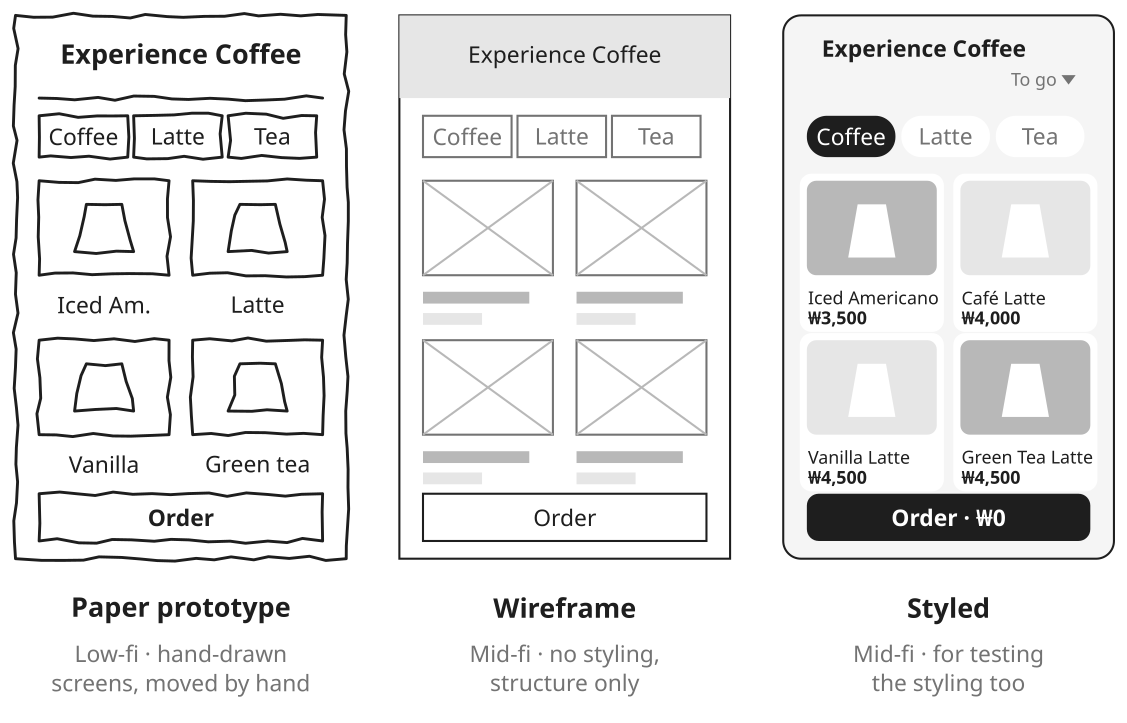 Experience Coffee
Coffee Latte Tea
Iced Am. Latte
Vanilla Green tea
Order
Paper prototype
Low-fi · hand-drawn
screens, moved by hand
Experience Coffee
Coffee Latte Tea
Order
Wireframe
Mid-fi · no styling,
structure only
Experience Coffee
To go ▼
Coffee Latte Tea
Iced Americano Café Latte
₩3,500 ₩4,000
Vanilla Latte Green Tea Latte
₩4,500 ₩4,500
Order · ₩0
Styled
Mid-fi · for testing
the styling too